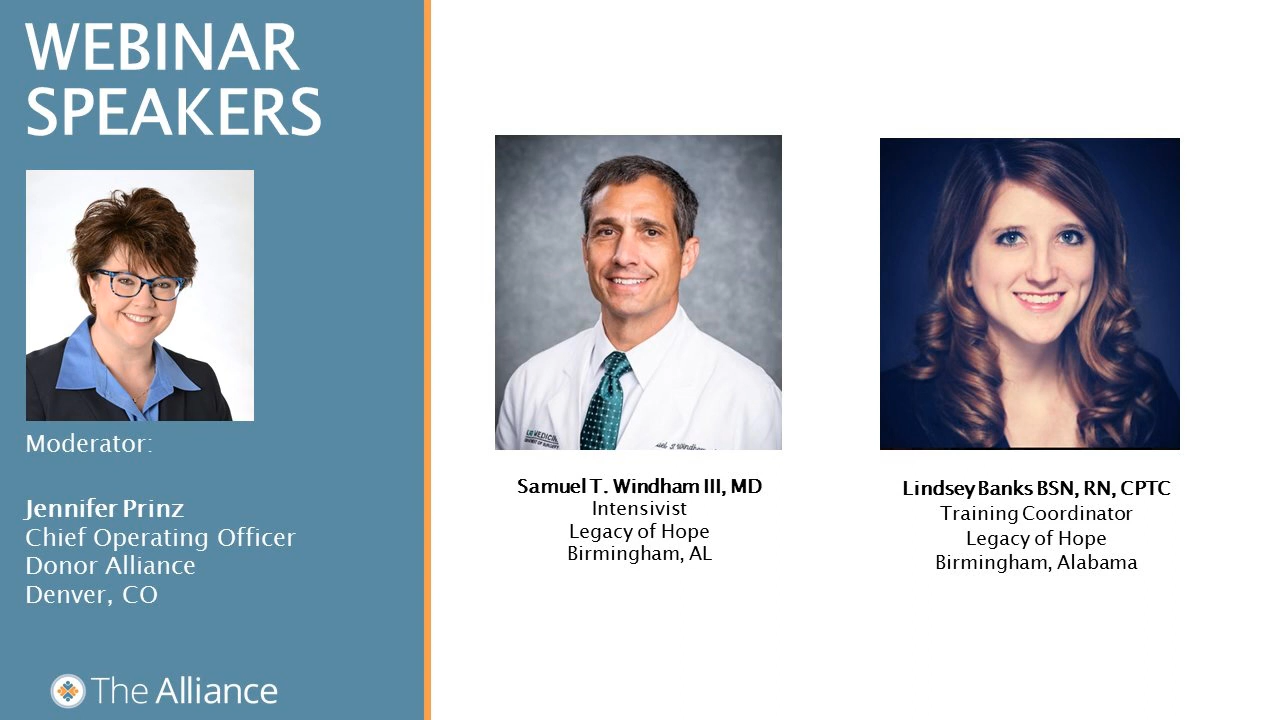 WEBINAR
SPEAKERS
Moderator:
Jennifer Prinz
Chief Operating Officer
Donor Alliance
Denver, CO
The Alliance
Samuel T. Windham III, MD
Intensivist
Legacy of Hope
Birmingham, AL
Lindsey Banks BSN, RN, CPTC
Training Coordinator
Legacy of Hope
Birmingham, Alabama